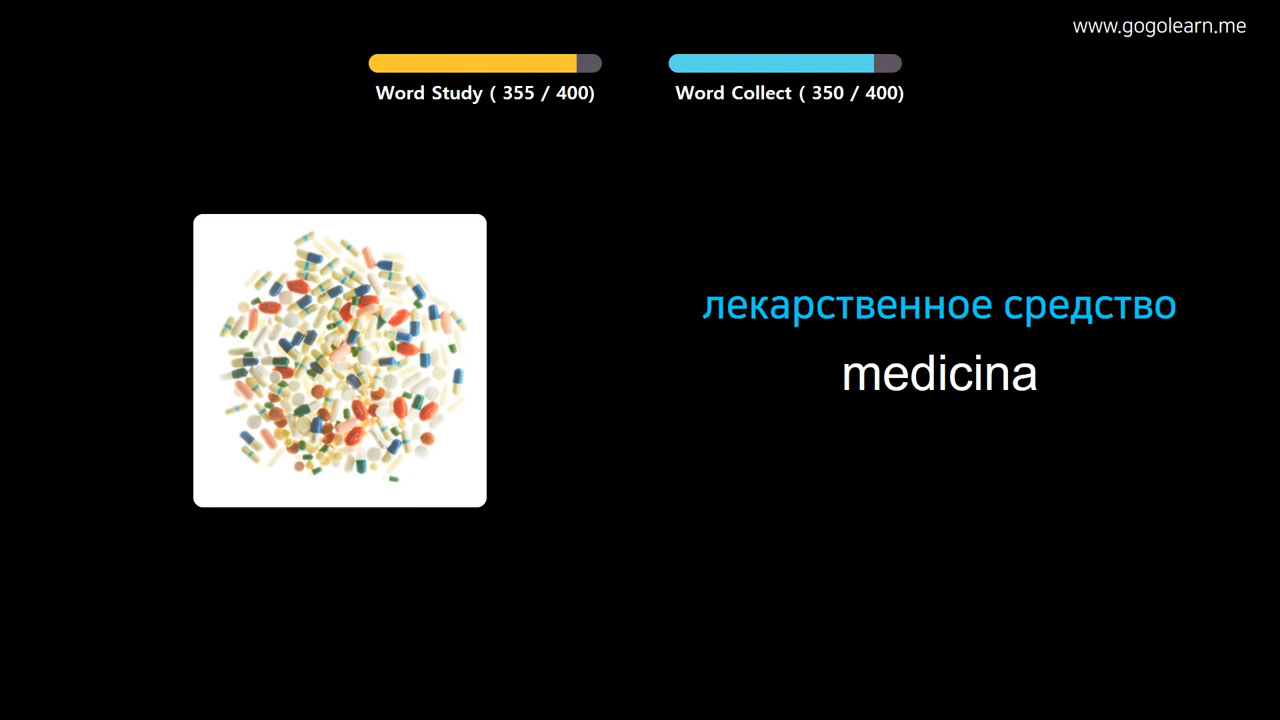 www.gogolearn.me
Word Study ( 355 / 400)
Word Collect ( 350 / 400)
лекарственное средство
medicina